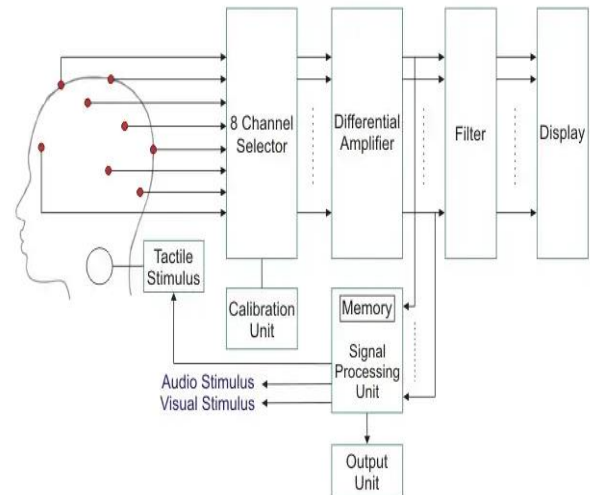 8 Channel
Selector
Differential
Amplifier
Filter
Display
Tactile
Stimulus
Calibration
Unit
Memory
Signal
Processing
Unit
Audio Stimulus
Visual Stimulus
Output
Unit